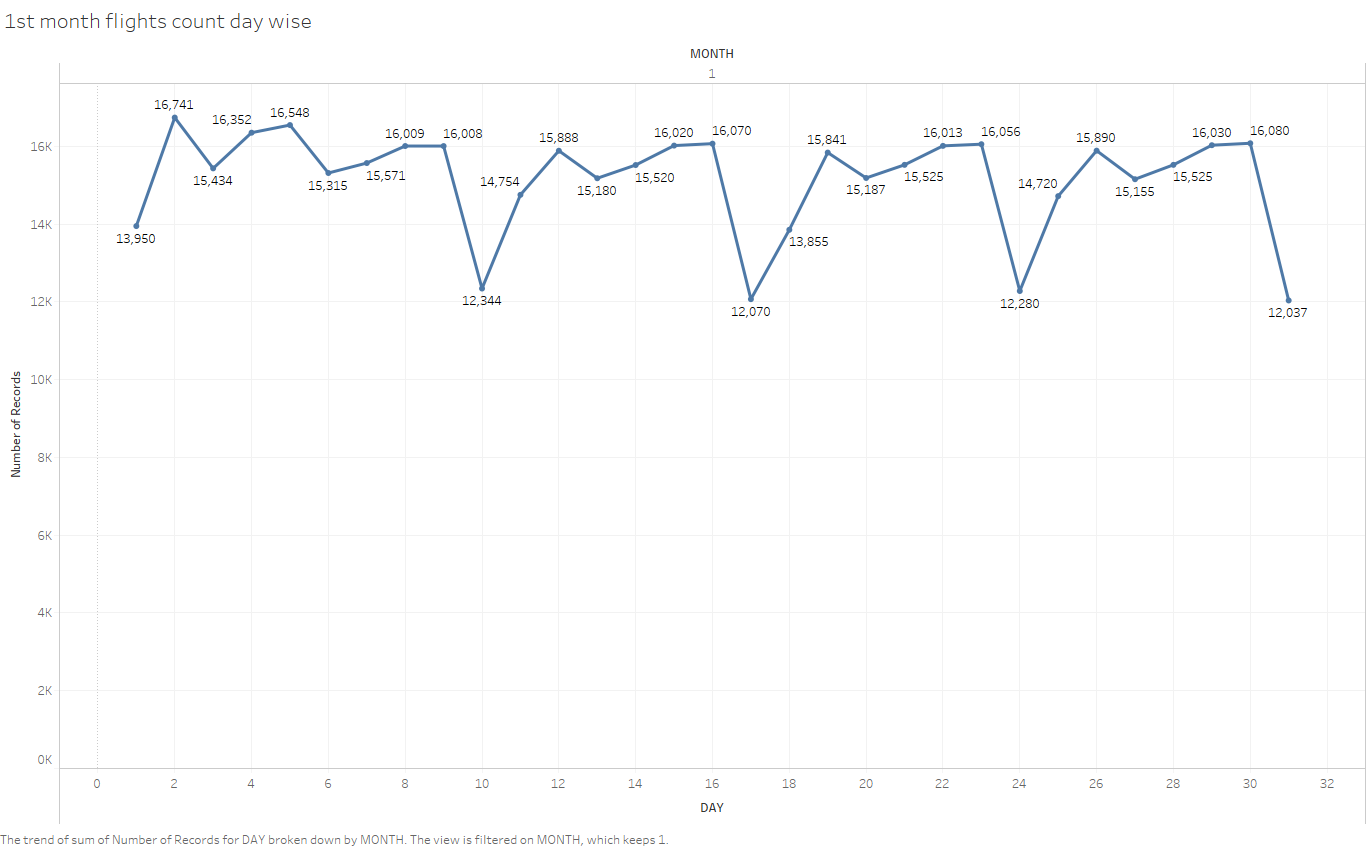 1st month flights count day wise
MONTH
1
16,741
16,548
16,352
16,009 16,008
15,888
16,020 16,070
15,841
16,013 16,056
15,890
16,030 16,080
16K
15,434
15,315
15,571
14,754
15,180
15,520
15,187
15,525
14,720
15,155
15,525
14K
13,950
13,855
12K
12,344
12,070
12,280
12,037
10K
Number of Records
8K
6K
4K
2K
0K
0 2 4 6 8 10 12 14 16 18 20 22 24 26 28 30 32
DAY
The trend of sum of Number of Records for DAY broken down by MONTH. The view is filtered on MONTH, which keeps 1.